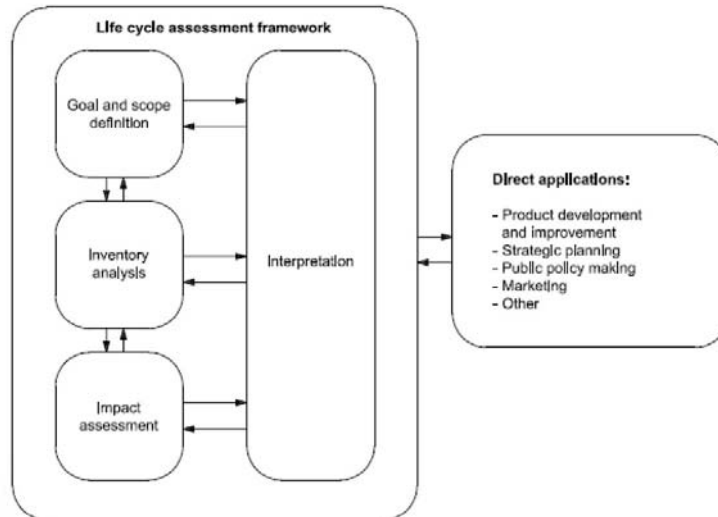 Life cycle assessment framework
Goal and scope
definition
Inventory
analysis
Impact
assessment
Interpretation
Direct applications:
- Product development
and improvement
- Strategic planning
- Public policy making
- Marketing
- Other